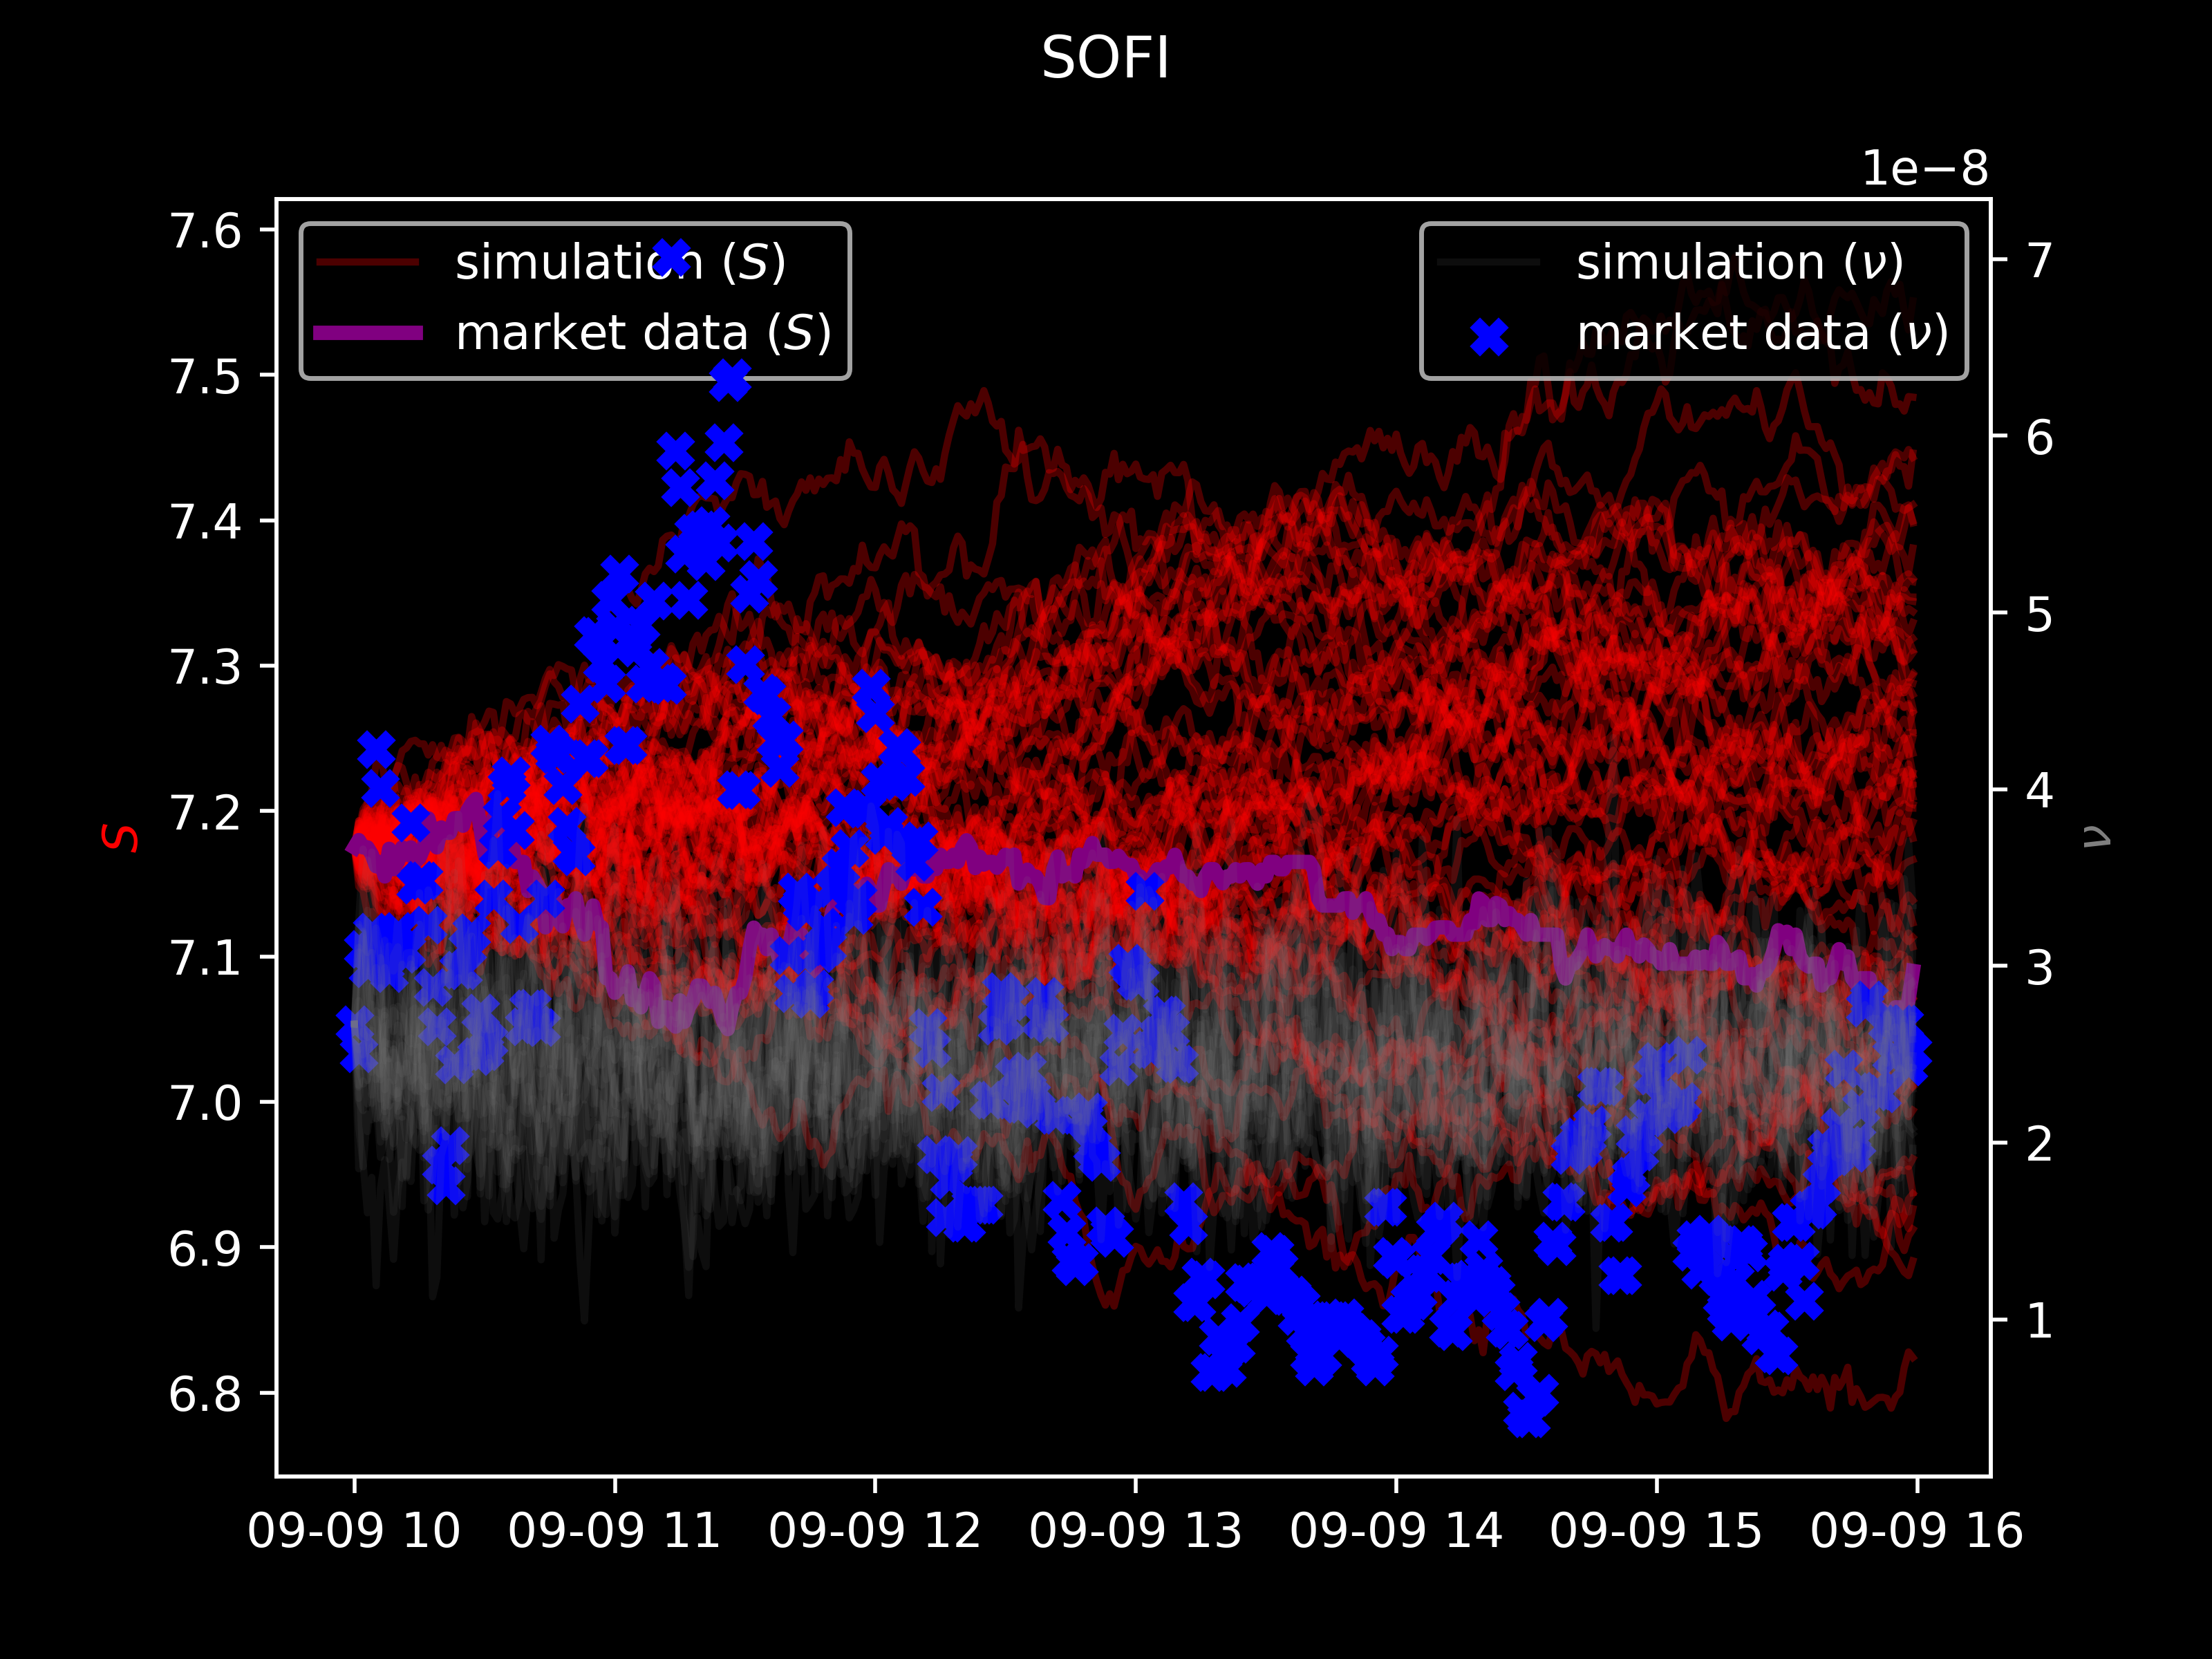 SOFI
1e−8
simulation (S)
market data (S)
simulation (ν)
market data (ν)
7.6
7.5
7.4
7.3
7.2
7.1
7.0
6.9
6.8
S
7
6
5
4
3
2
1
ν
09-09 10 09-09 11 09-09 12 09-09 13 09-09 14 09-09 15 09-09 16